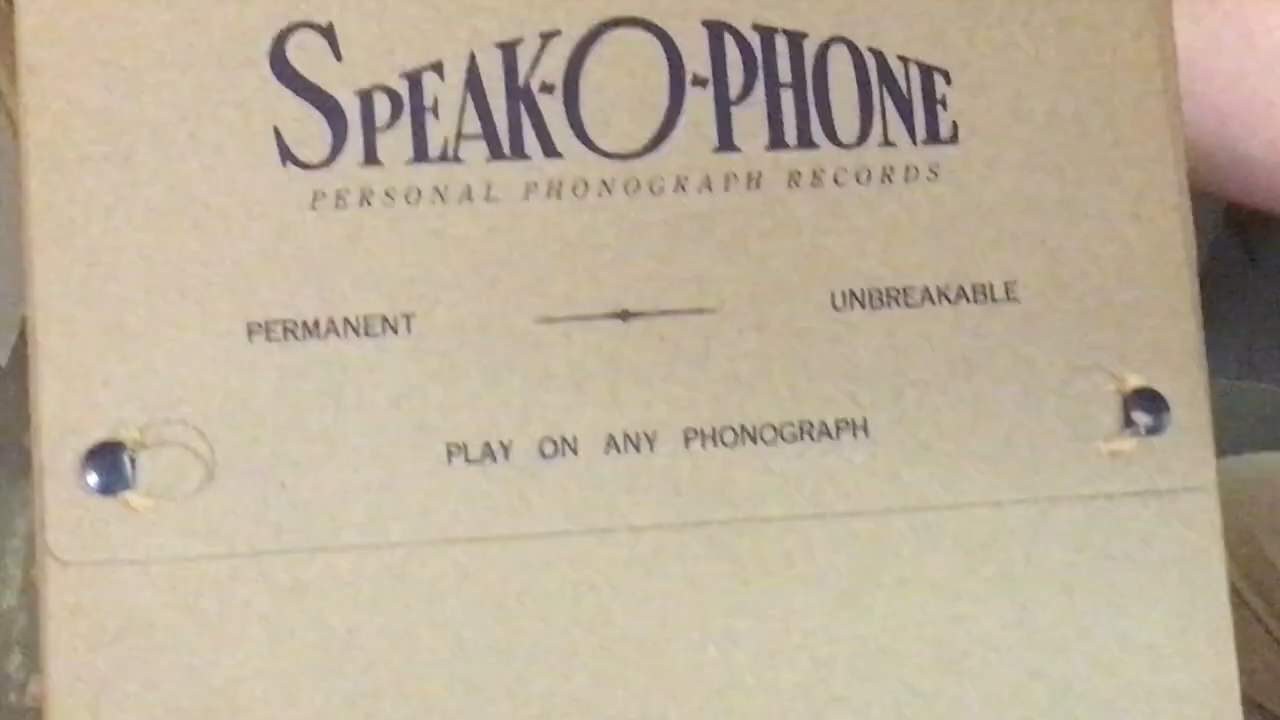 SPEAK-O-PHONE
PERSONAL PHONOGRAPH RECORDS
PERMANENT UNBREAKABLE
PLAY ON ANY PHONOGRAPH